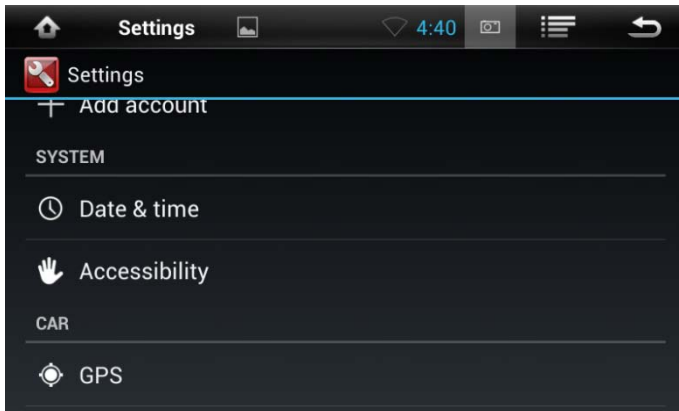 Settings 4:40
Settings
Add account
SYSTEM
Date & time
Accessibility
CAR
GPS